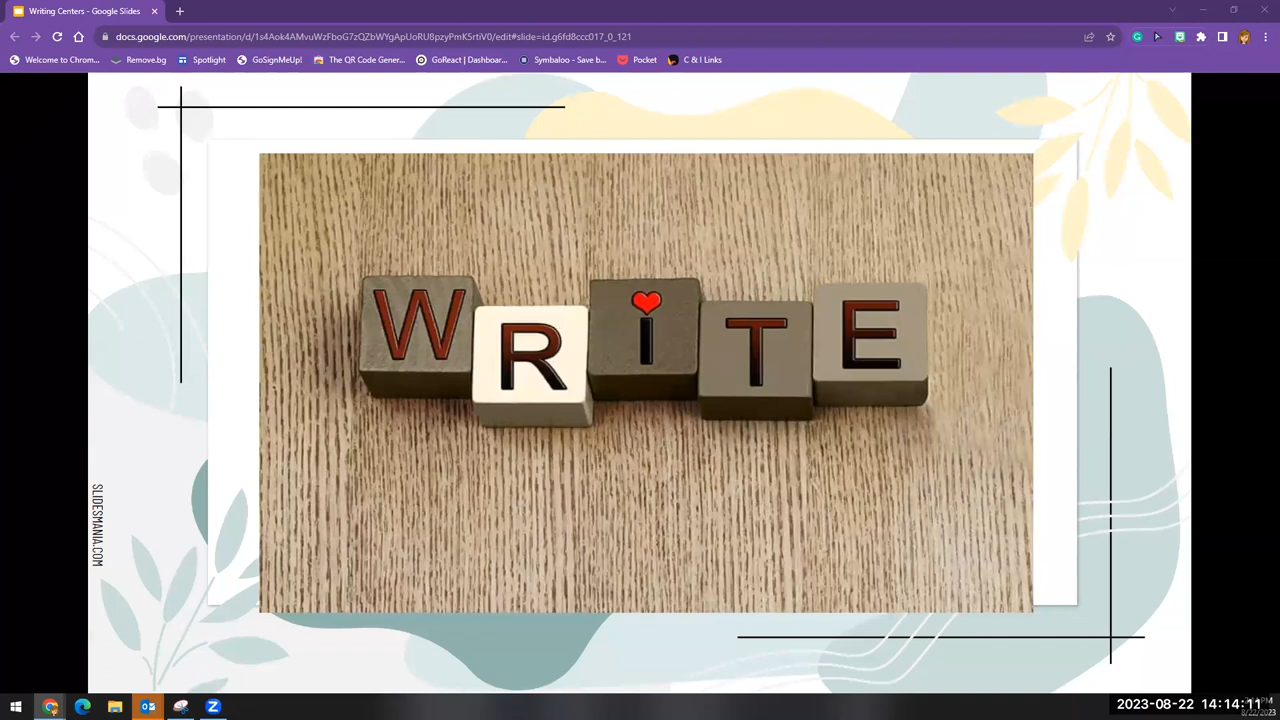 Writing Centers - Google Slides
docs.google.com/presentation/d/1s4Aok4AMvuWzFboG7zQZbWYgApUoRU8pzyPmK5rtiV0/edit#slide=id.g6fd8ccc017_0_121
Welcome to Chrom... Remove.bg Spotlight GoSignMeUp! The QR Code Gener... GoReact | Dashboar... Symbaloo - Save b... Pocket C & I Links
WRiTE
SLIDESMANIA.COM
2023-08-22 14:14:11